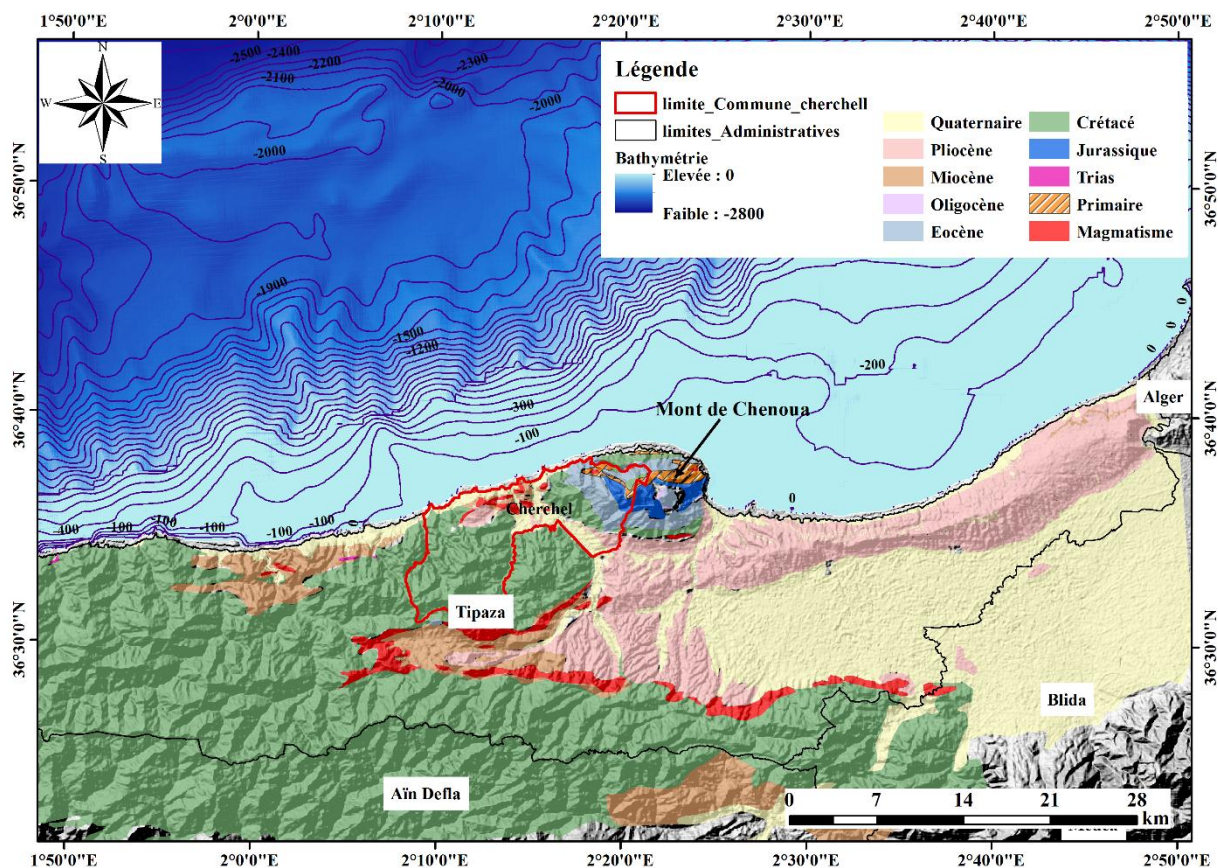 1°50'0"E 2°0'0"E 2°10'0"E 2°20'0"E 2°30'0"E 2°40'0"E 2°50'0"E
N
W E
S
-2500 -2400 -2300
-2200
-2100 -2000
-2000
-2000
Légende
limite_Commune_cherchell
limites_Administratives
Bathymétrie
Elevée : 0
Faible : -2800
Quaternaire
Pliocène
Miocène
Oligocène
Eocène
Crétacé
Jurassique
Trias
Primaire
Magmatisme
36°50'0"N 36°50'0"N
-1900
-1500
-1200
-200
-300
-100
0
0
36°40'0"N 36°40'0"N
Mont de Chenoua
Alger
-400 -100 -100 -100 -100 0
0
Cherchel
Tipaza
36°30'0"N 36°30'0"N
Blida
Aïn Defla
0 7 14 21 28
km
1°50'0"E 2°0'0"E 2°10'0"E 2°20'0"E 2°30'0"E 2°40'0"E 2°50'0"E